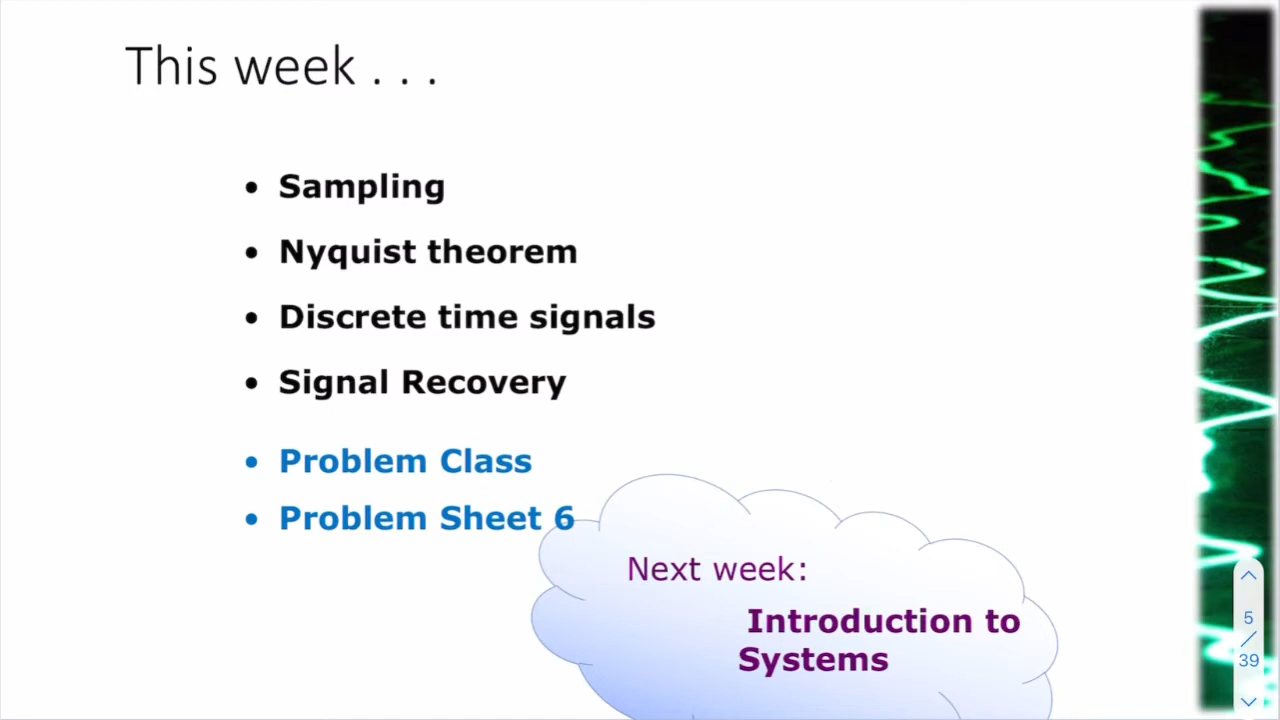 This week . . .
• Sampling
• Nyquist theorem
• Discrete time signals
• Signal Recovery
• Problem Class
• Problem Sheet 6
Next week:
Introduction to
Systems
5
/
39